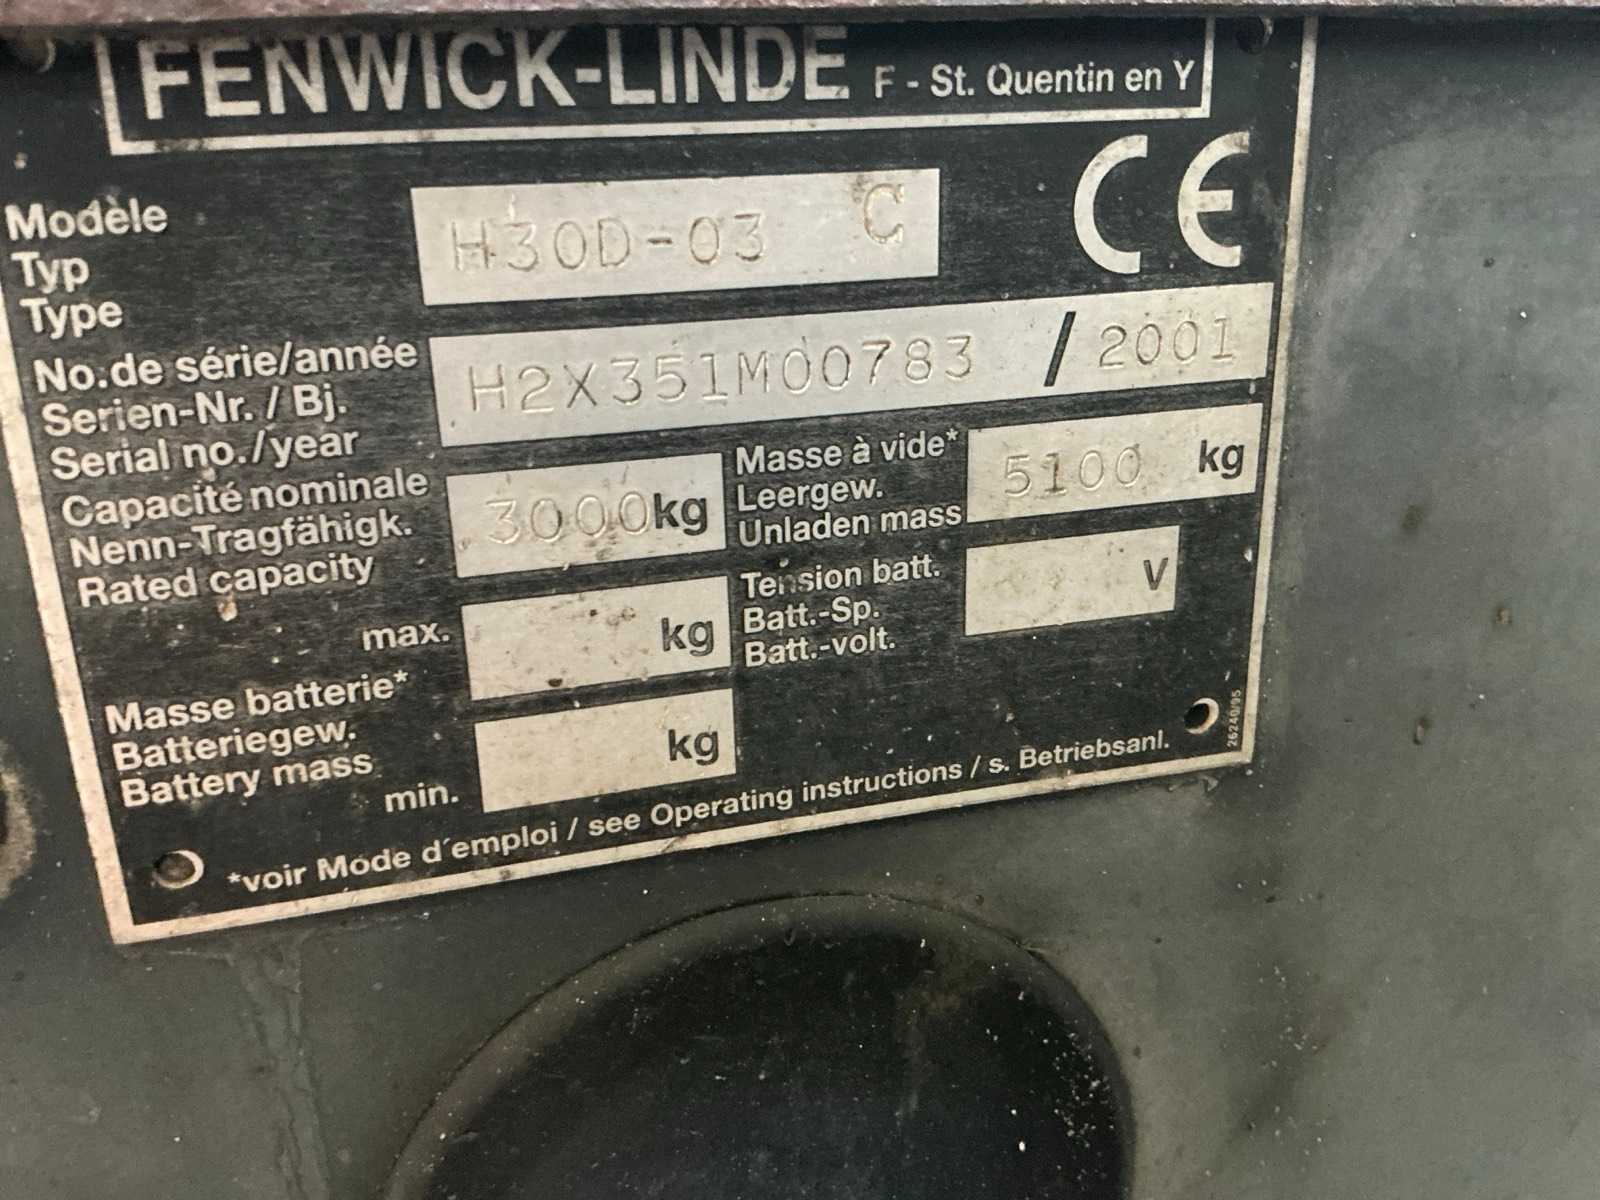 FENWICK-LINDE F - St. Quentin en Y
CE
Modèle
Typ
Type
H30D-03 C
No.de série/année
Serien-Nr. / Bj.
Serial no./year
H2X351M00783 / 2001
Capacité nominale
Nenn-Tragfähigk.
Rated capacity
3000kg
Masse à vide*
Leergew.
Unladen mass
5100 kg
max. kg
Tension batt.
Batt.-Sp.
Batt.-volt.
V
Masse batterie*
Batteriegew.
Battery mass
min. kg
*voir Mode d'emploi / see Operating instructions / s. Betriebsanl.
26240/95